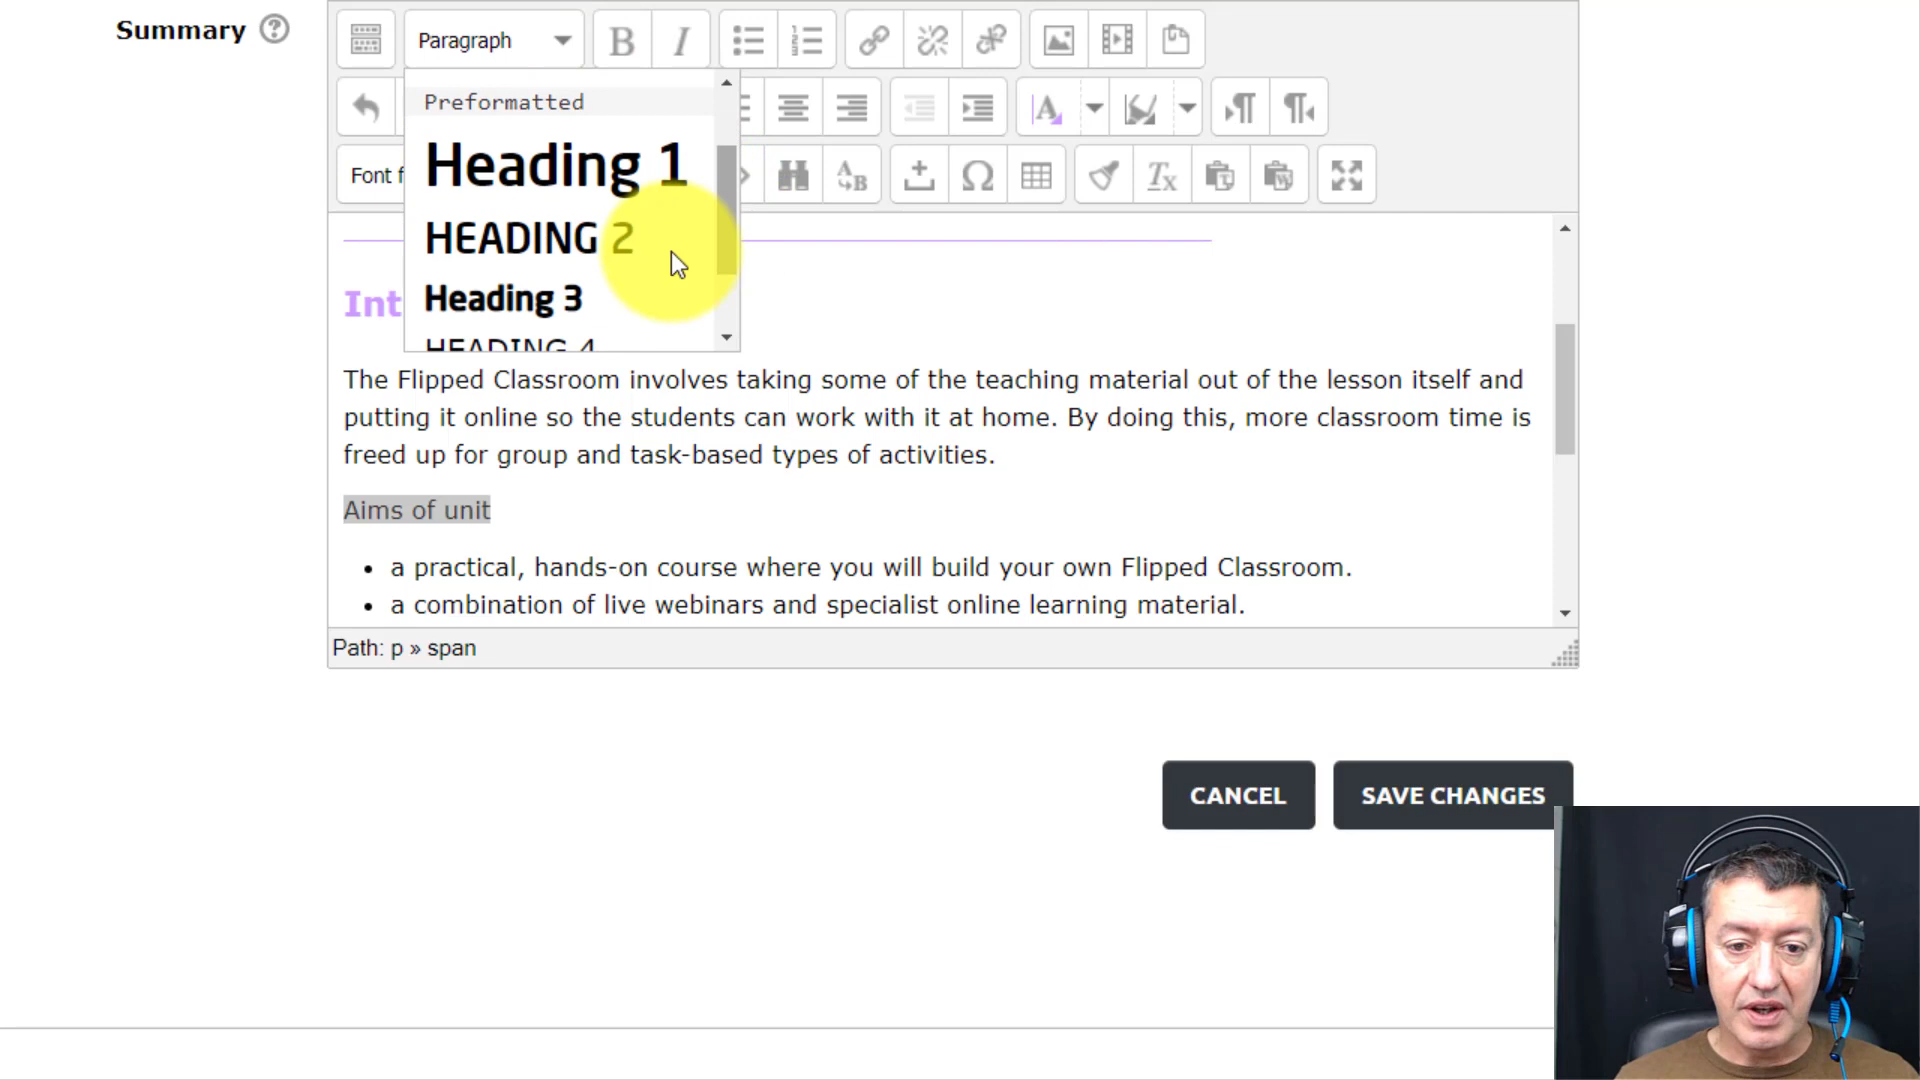 Summary
Paragraph
B I
Preformatted
Heading 1
HEADING 2
Heading 3
HEADING 4
Font f
Int
The Flipped Classroom involves taking some of the teaching material out of the lesson itself and
putting it online so the students can work with it at home. By doing this, more classroom time is
freed up for group and task-based types of activities.
Aims of unit
• a practical, hands-on course where you will build your own Flipped Classroom.
• a combination of live webinars and specialist online learning material.
Path: p » span
CANCEL
SAVE CHANGES